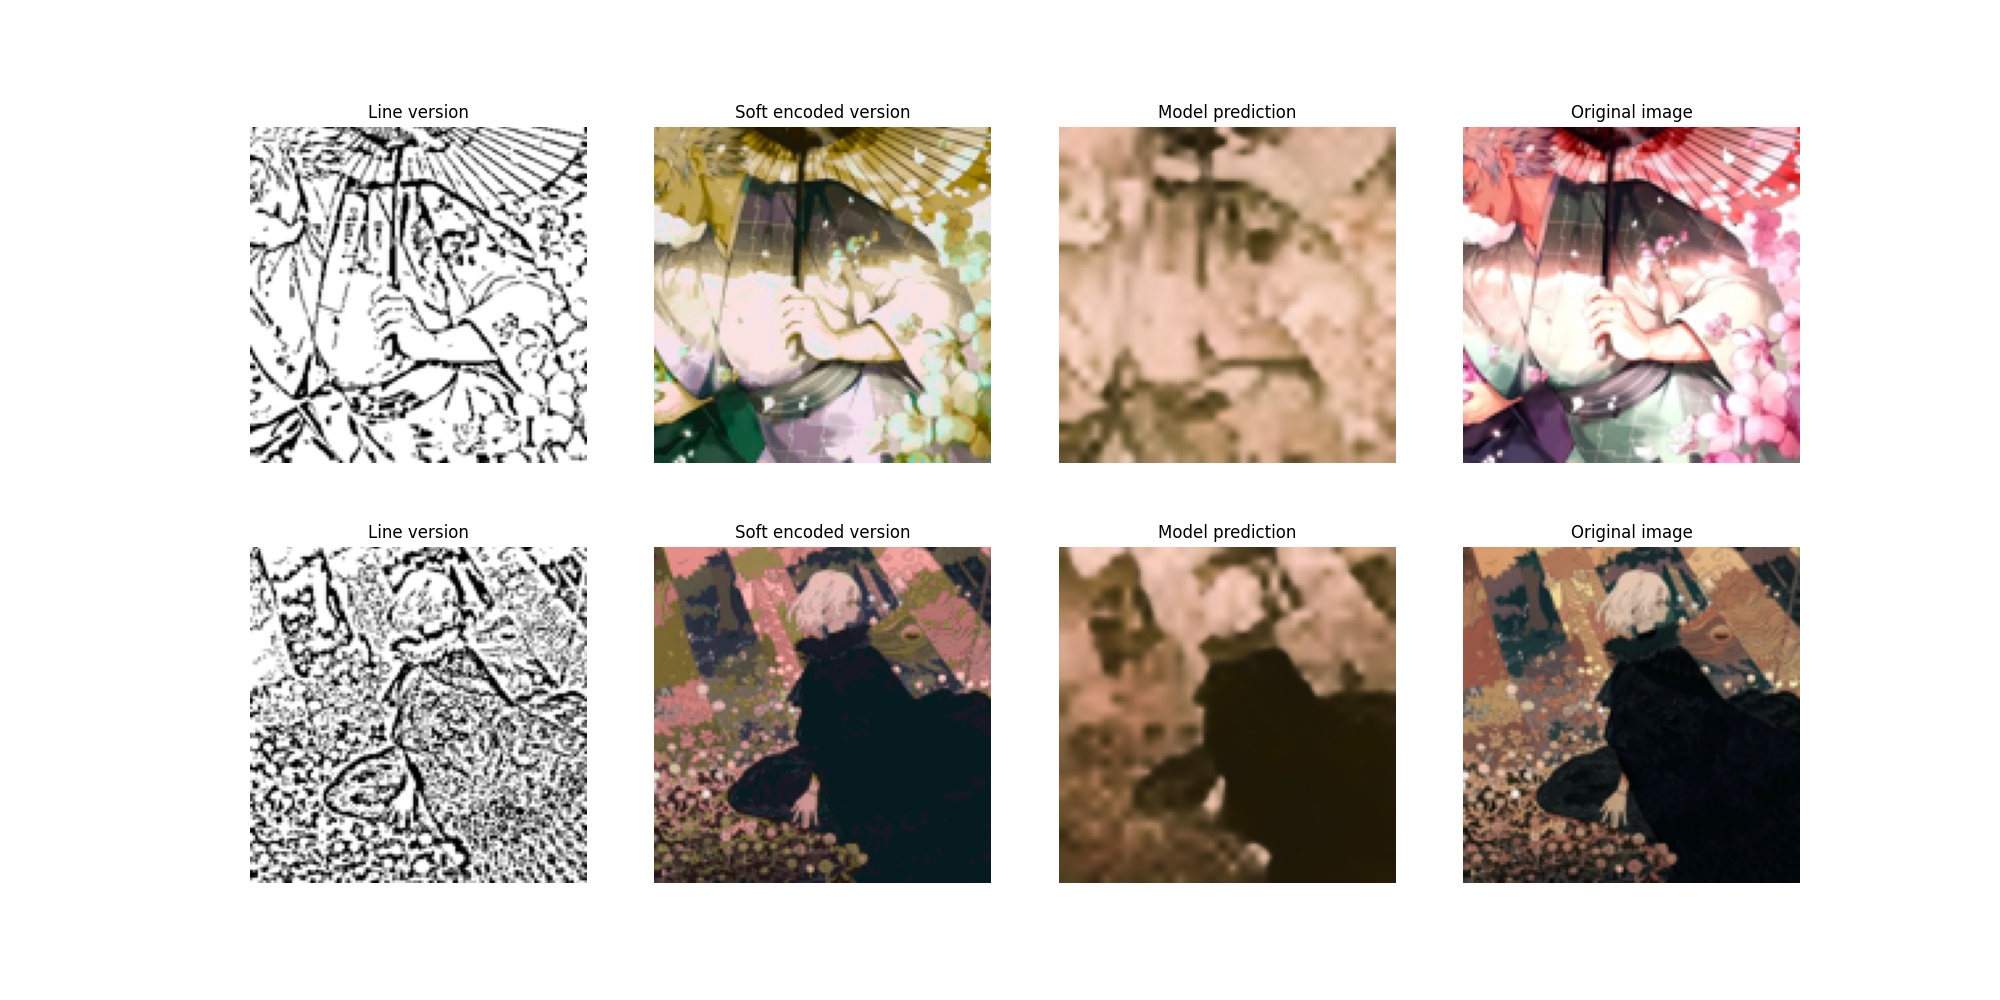 Line version
Soft encoded version
Model prediction
Original image
Line version
Soft encoded version
Model prediction
Original image